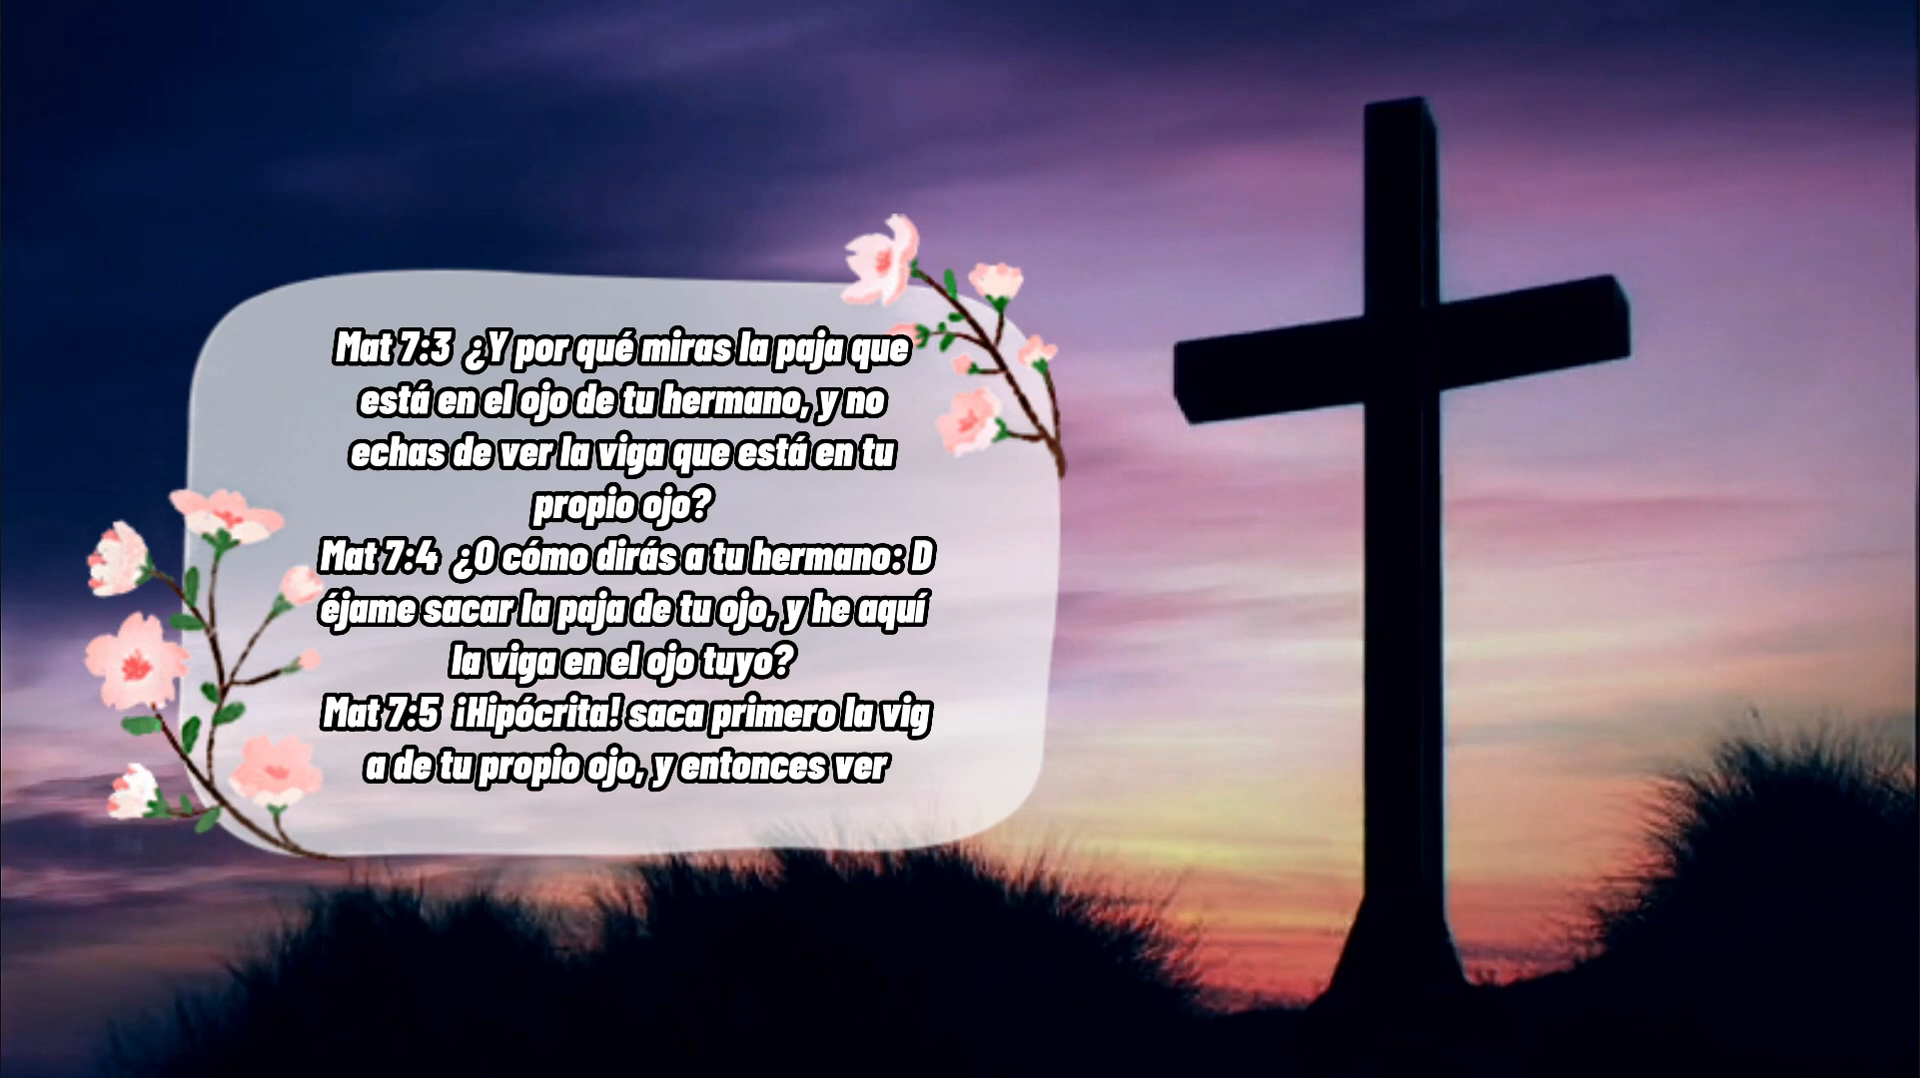 Mat 7:3 ¿Y por qué miras la paja que
está en el ojo de tu hermano, y no
echas de ver la viga que está en tu
propio ojo?
Mat 7:4 ¿O cómo dirás a tu hermano: D
éjame sacar la paja de tu ojo, y he aquí
la viga en el ojo tuyo?
Mat 7:5 ¡Hipócrita! saca primero la vig
a de tu propio ojo, y entonces ver